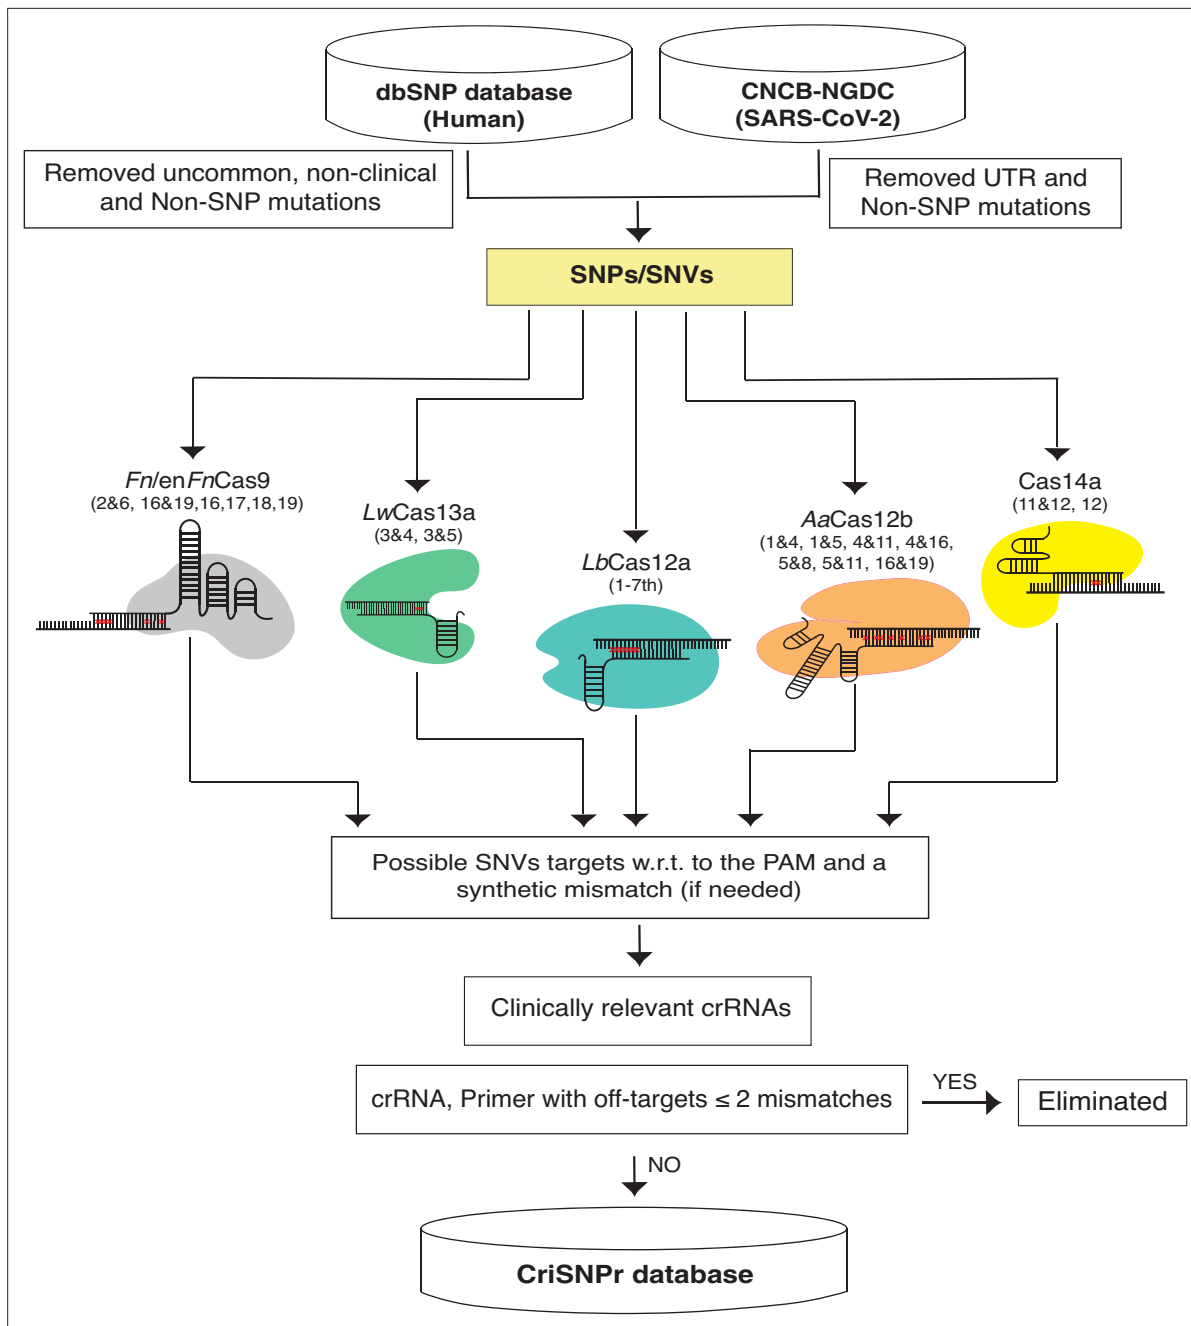 dbSNP database
(Human)
CNCB-NGDC
(SARS-CoV-2)
Removed uncommon, non-clinical
and Non-SNP mutations
Removed UTR and
Non-SNP mutations
SNPs/SNVs
Fn/enFnCas9
(2&6, 16&19,16,17,18,19)
LwCas13a
(3&4, 3&5)
LbCas12a
(1-7th)
AaCas12b
(1&4, 1&5, 4&11, 4&16,
5&8, 5&11, 16&19)
Cas14a
(11&12, 12)
Possible SNVs targets w.r.t. to the PAM and a
synthetic mismatch (if needed)
Clinically relevant crRNAs
crRNA, Primer with off-targets ≤ 2 mismatches
YES
Eliminated
NO
CriSNPr database